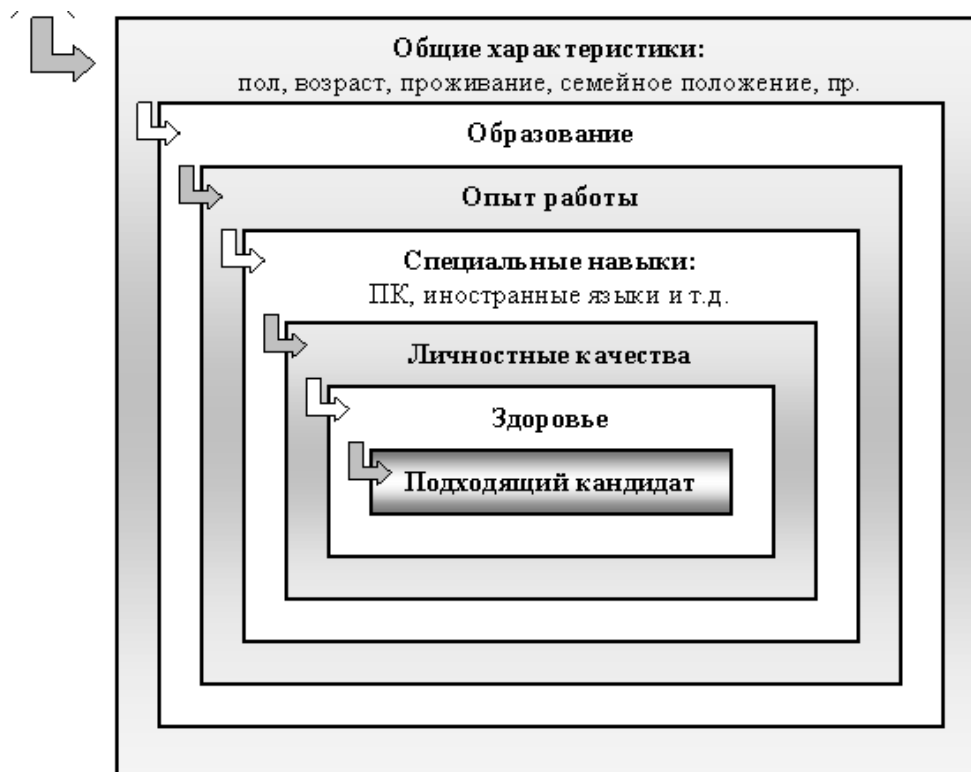 Общие характеристики:
пол, возраст, проживание, семейное положение, пр.
Образование
Опыт работы
Специальные навыки:
ПК, иностранные языки и т.д.
Личностные качества
Здоровье
Подходящий кандидат